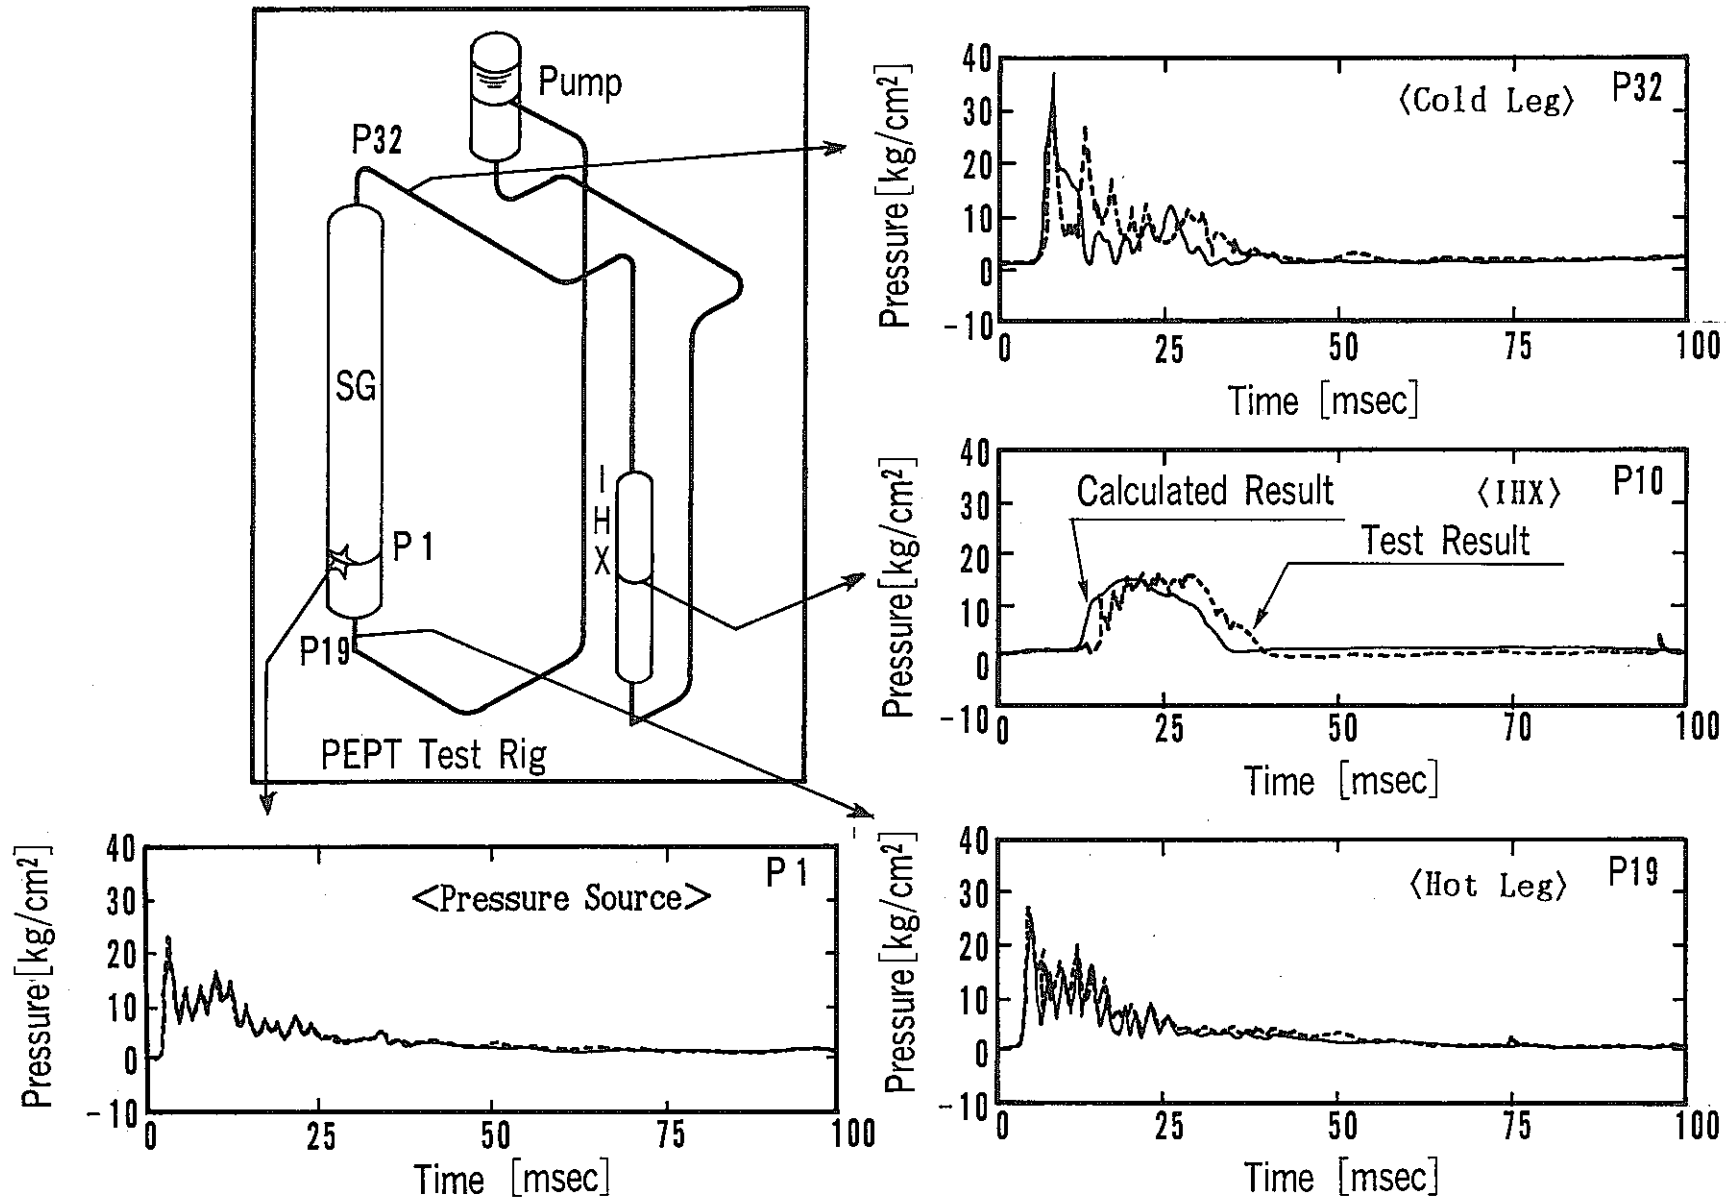 Pump
P32
SG
I
H
X
P 1
P19
PEPT Test Rig
Pressure[kg/cm²]
40
30
20
10
0
-10
〈Cold Leg〉 P32
0 25 50 75 100
Time [msec]
Pressure[kg/cm²]
40
30
20
10
0
-10
Calculated Result
〈IHX〉 P10
Test Result
0 25 50 75 100
Time [msec]
Pressure[kg/cm²]
40
30
20
10
0
-10
P 1
<Pressure Source>
0 25 50 75 100
Time [msec]
Pressure[kg/cm²]
40
30
20
10
0
-10
〈Hot Leg〉 P19
0 25 50 75 100
Time [msec]